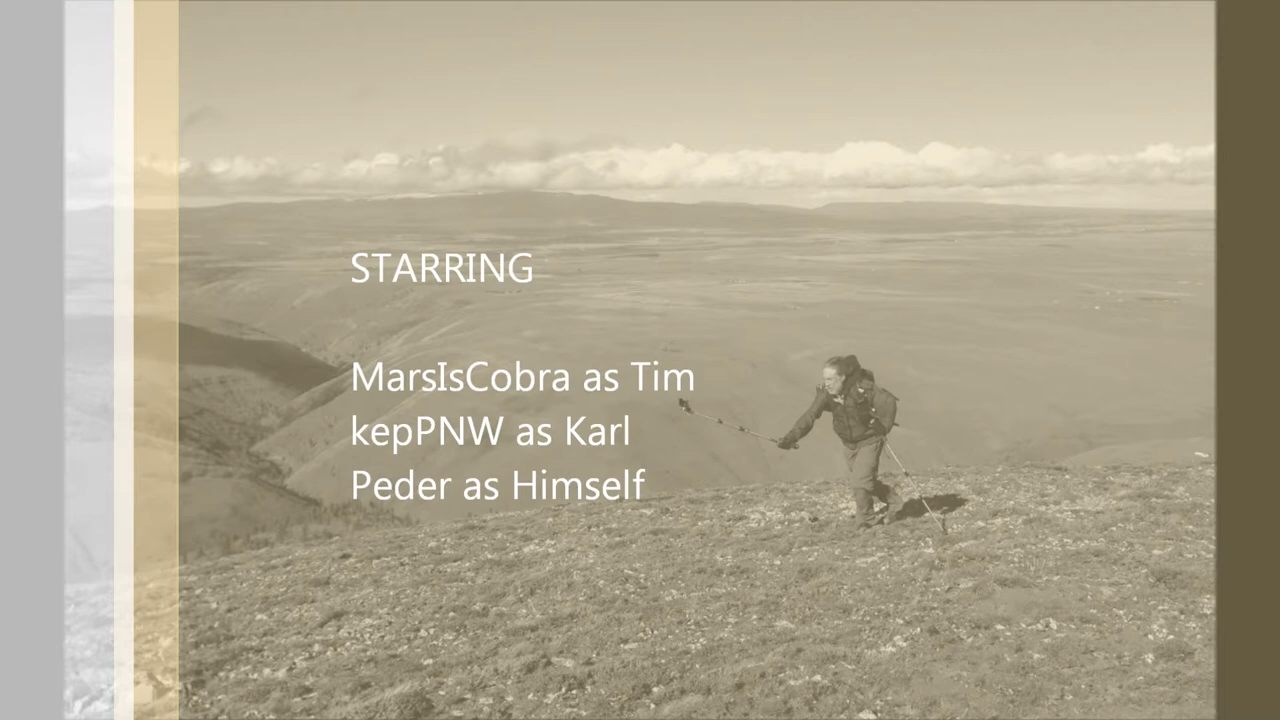 STARRING
MarsIsCobra as Tim
kepPNW as Karl
Peder as Himself